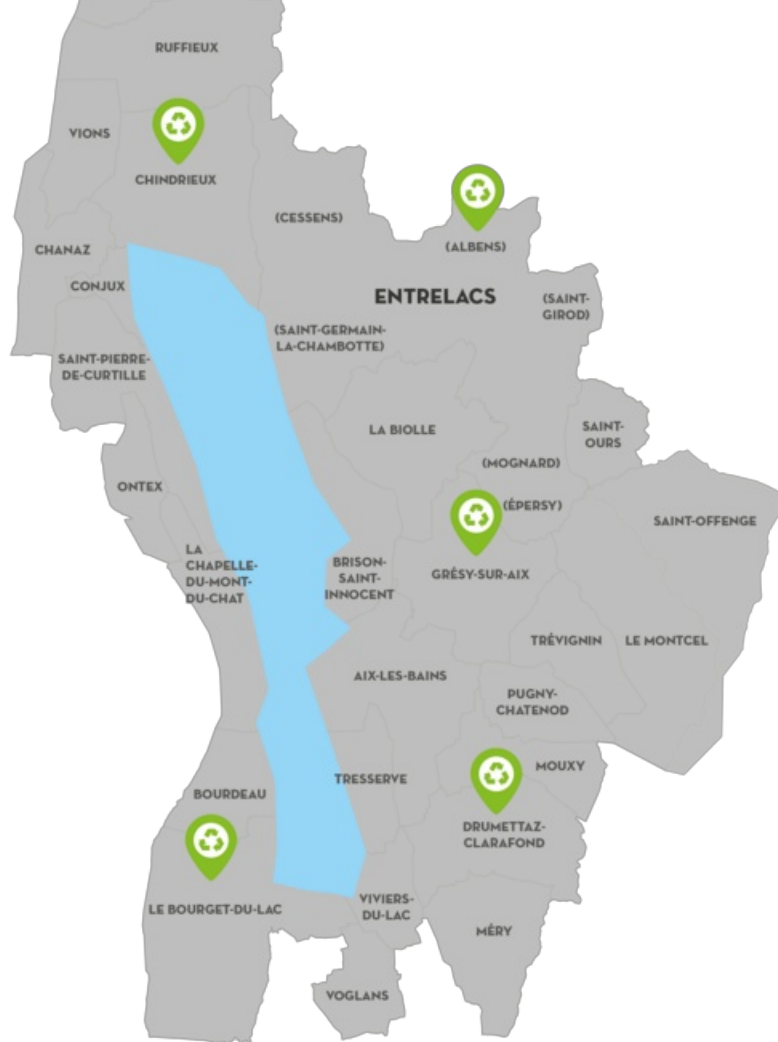 RUFFIEUX
VIONS
CHINDRIEUX
(CESSENS)
(ALBENS)
CHANAZ
CONJUX
ENTRELACS
(SAINT-
GIROD)
(SAINT-GERMAIN-
LA-CHAMBOTTE)
SAINT-PIERRE-
DE-CURTILLE
LA BIOLLE
SAINT-
OURS
(MOGNARD)
ONTEX
(ÉPERSY)
SAINT-OFFENGE
LA
CHAPELLE-
DU-MONT-
DU-CHAT
BRISON-
SAINT-
INNOCENT
GRÉSY-SUR-AIX
TRÉVIGNIN
LE MONTCEL
AIX-LES-BAINS
PUGNY-
CHATENOD
MOUXY
TRESSERVE
BOURDEAU
DRUMETTAZ-
CLARAFOND
LE BOURGET-DU-LAC
VIVIERS-
DU-LAC
MÉRY
VOGLANS